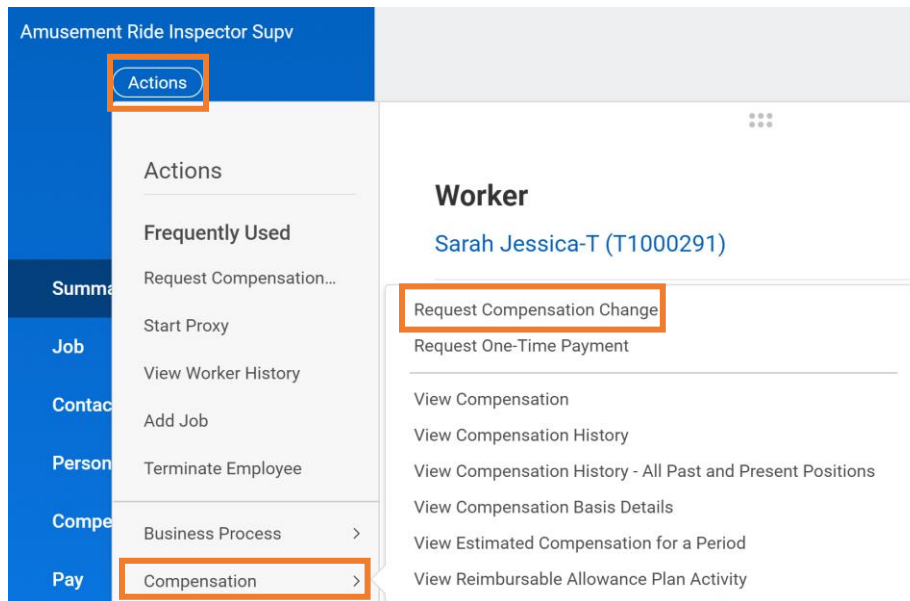 Amusement Ride Inspector Supv
Actions
Summa
Job
Contac
Person
Compe
Pay
Actions
Frequently Used
Request Compensation...
Start Proxy
View Worker History
Add Job
Terminate Employee
Business Process
Compensation
Worker
Sarah Jessica-T (T1000291)
Request Compensation Change
Request One-Time Payment
View Compensation
View Compensation History
View Compensation History - All Past and Present Positions
View Compensation Basis Details
View Estimated Compensation for a Period
View Reimbursable Allowance Plan Activity